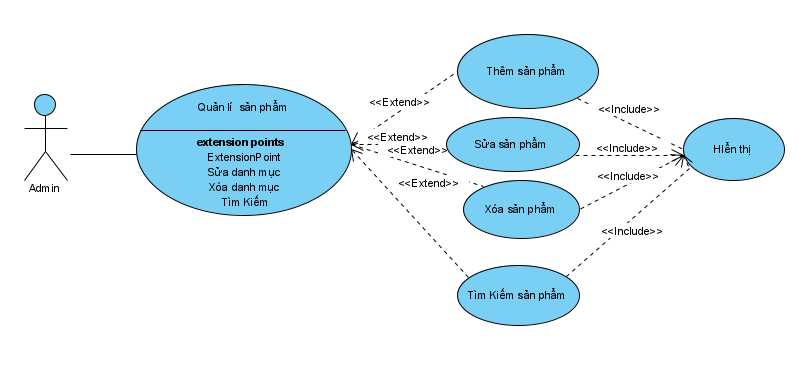 Admin
Quản lí sản phẩm
extension points
ExtensionPoint
Sửa danh mục
Xóa danh mục
Tìm Kiếm
<<Extend>>
<<Extend>>
<<Extend>>
<<Extend>>
Thêm sản phẩm
Sửa sản phẩm
Xóa sản phẩm
Tìm Kiếm sản phẩm
<<Include>>
<<Include>>
<<Include>>
<<Include>>
HIển thị